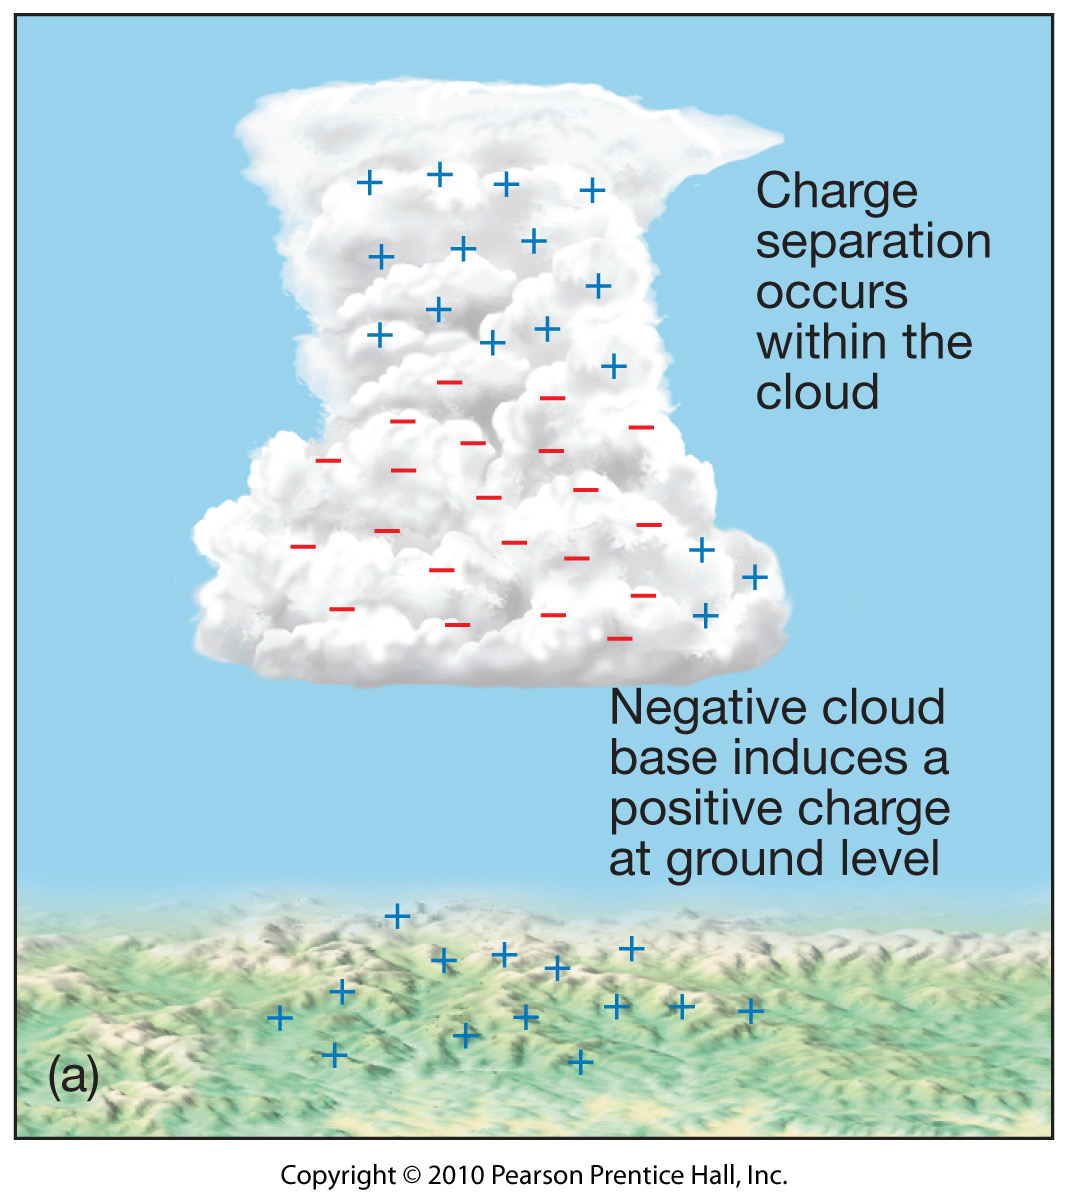 Charge
separation
occurs
within the
cloud
Negative cloud
base induces a
positive charge
at ground level
(a)
Copyright © 2010 Pearson Prentice Hall, Inc.